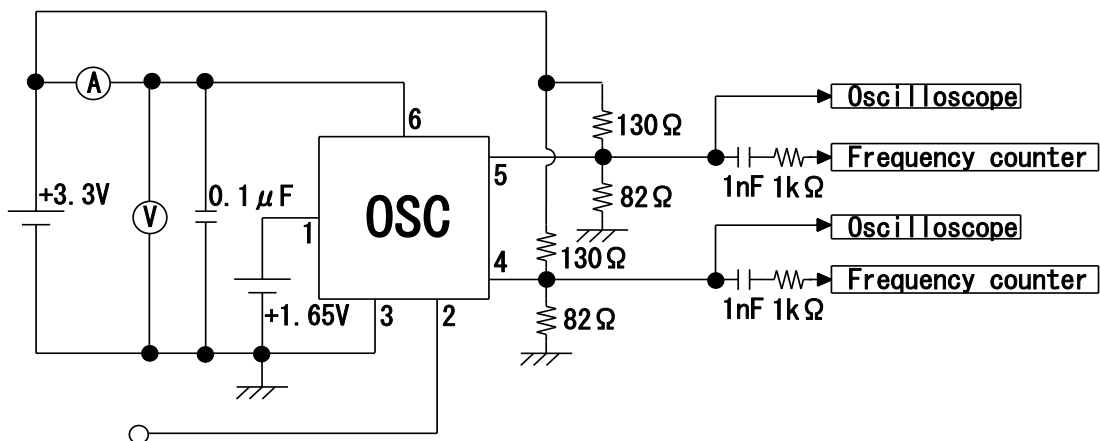 A
6
130Ω
Oscilloscope
5
Frequency counter
1nF 1kΩ
+3.3V
V
0.1μF
OSC
82Ω
1
Oscilloscope
4
130Ω
Frequency counter
1nF 1kΩ
+1.65V
3
2
82Ω